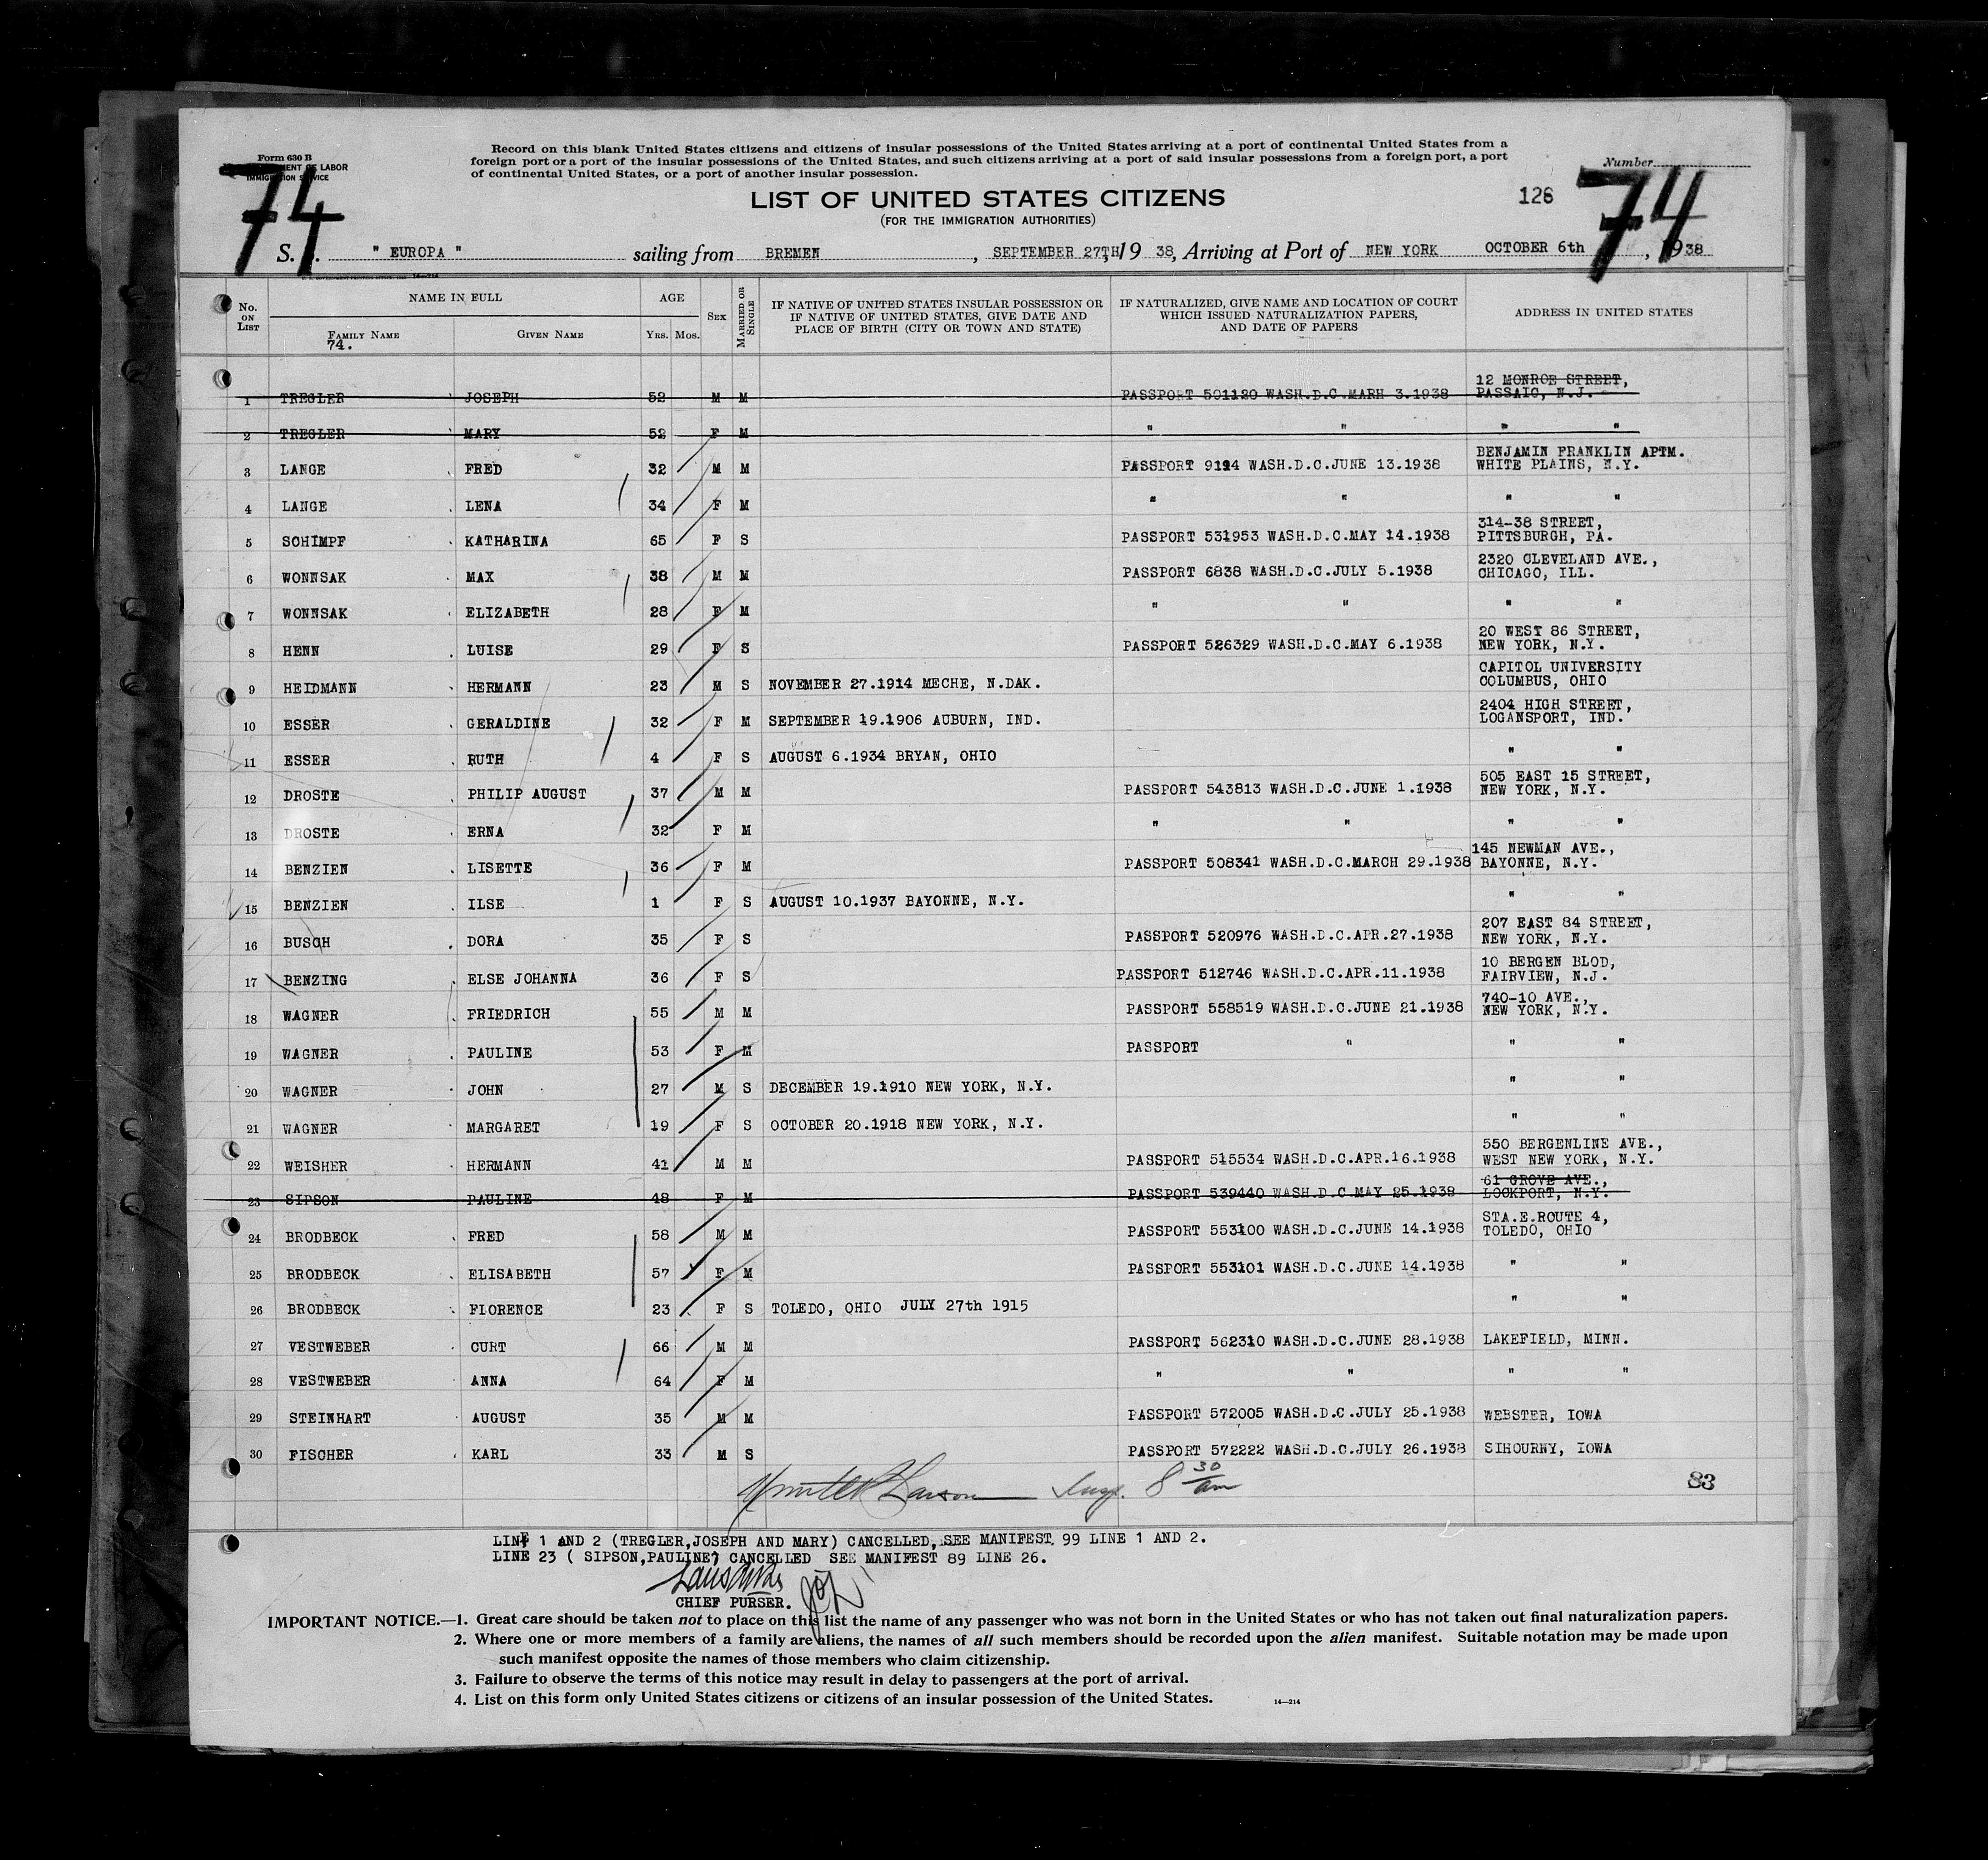 Form 630 B
Record on this blank United States citizens and citizens of insular possessions of the United States arriving at a port of continental United States from a
foreign port or a port of the insular possessions of the United States, and such citizens arriving at a port of said insular possessions from a foreign port, a port
of continental United States, or a port of another insular possession.
OF LABOR
Number
74
74
LIST OF UNITED STATES CITIZENS
126
(FOR THE IMMIGRATION AUTHORITIES)
S. " EUROPA " sailing from BREMEN, SEPTEMBER 27TH, 19 38, Arriving at Port of NEW YORK OCTOBER 6th, 1938
No. ON LIST NAME IN FULL AGE SEX MARRIED OR SINGLE IF NATIVE OF UNITED STATES INSULAR POSSESSION OR IF NATIVE OF UNITED STATES, GIVE DATE AND PLACE OF BIRTH (CITY OR TOWN AND STATE) IF NATURALIZED, GIVE NAME AND LOCATION OF COURT WHICH ISSUED NATURALIZATION PAPERS, AND DATE OF PAPERS ADDRESS IN UNITED STATES
FAMILY NAME GIVEN NAME YRS. MOS.
74.
1 TREGLER JOSEPH 52 M M PASSPORT 501120 WASH.D.C.MARH 3.1938 12 MONROE STREET, PASSAIC, N.J.
2 TREGLER MARY 52 F M " " " "
3 LANGE FRED 32 M M PASSPORT 9124 WASH.D.C.JUNE 13.1938 BENJAMIN FRANKLIN APTM. WHITE PLAINS, N.Y.
4 LANGE LENA 34 F M " " " "
5 SCHIMPF KATHARINA 65 F S PASSPORT 531953 WASH.D.C.MAY 14.1938 314-38 STREET, PITTSBURGH, PA.
6 WONNSAK MAX 38 M M PASSPORT 6838 WASH.D.C.JULY 5.1938 2320 CLEVELAND AVE., CHICAGO, ILL.
7 WONNSAK ELIZABETH 28 F M " " " "
8 HENN LUISE 29 F S PASSPORT 526329 WASH.D.C.MAY 6.1938 20 WEST 86 STREET, NEW YORK, N.Y.
9 HEIDMANN HERMANN 23 M S NOVEMBER 27.1914 MECHE, N.DAK. CAPITOL UNIVERSITY COLUMBUS, OHIO
10 ESSER GERALDINE 32 F M SEPTEMBER 19.1906 AUBURN, IND. 2404 HIGH STREET, LOGANSPORT, IND.
11 ESSER RUTH 4 F S AUGUST 6.1934 BRYAN, OHIO " "
12 DROSTE PHILIP AUGUST 37 M M PASSPORT 543813 WASH.D.C.JUNE 1.1938 505 EAST 15 STREET, NEW YORK, N.Y.
13 DROSTE ERNA 32 F M " " " "
14 BENZIEN LISETTE 36 F M PASSPORT 508341 WASH.D.C.MARCH 29.1938 145 NEWMAN AVE., BAYONNE, N.Y.
15 BENZIEN ILSE 1 F S AUGUST 10.1937 BAYONNE, N.Y. " "
16 BUSCH DORA 35 F S PASSPORT 520976 WASH.D.C.APR.27.1938 207 EAST 84 STREET, NEW YORK, N.Y.
17 BENZING ELSE JOHANNA 36 F S PASSPORT 512746 WASH.D.C.APR.11.1938 10 BERGEN BLOD, FAIRVIEW, N.J.
18 WAGNER FRIEDRICH 55 M M PASSPORT 558519 WASH.D.C.JUNE 21.1938 740-10 AVE., NEW YORK, N.Y.
19 WAGNER PAULINE 53 F M PASSPORT " " "
20 WAGNER JOHN 27 M S DECEMBER 19.1910 NEW YORK, N.Y. " "
21 WAGNER MARGARET 19 F S OCTOBER 20.1918 NEW YORK, N.Y. " "
22 WEISHER HERMANN 41 M M PASSPORT 515534 WASH.D.C.APR.16.1938 550 BERGENLINE AVE., WEST NEW YORK, N.Y.
23 SIPSON PAULINE 48 F M PASSPORT 539440 WASH.D.C.MAY 25.1938 61 GROVE AVE., LOCKPORT, N.Y.
24 BRODBECK FRED 58 M M PASSPORT 553100 WASH.D.C.JUNE 14.1938 STA.E.ROUTE 4, TOLEDO, OHIO
25 BRODBECK ELISABETH 57 F M PASSPORT 553101 WASH.D.C.JUNE 14.1938 " "
26 BRODBECK FLORENCE 23 F S TOLEDO, OHIO JULY 27th 1915 " "
27 VESTWEBER CURT 66 M M PASSPORT 562310 WASH.D.C.JUNE 28.1938 LAKEFIELD, MINN.
28 VESTWEBER ANNA 64 F M " " " "
29 STEINHART AUGUST 35 M M PASSPORT 572005 WASH.D.C.JULY 25.1938 WEBSTER, IOWA
30 FISCHER KARL 33 M S PASSPORT 572222 WASH.D.C.JULY 26.1938 SIHOURNY, IOWA
Insp. 8 30 am
83
LINE 1 AND 2 (TREGLER,JOSEPH AND MARY) CANCELLED, SEE MANIFEST 99 LINE 1 AND 2.
LINE 23 ( SIPSON,PAULINE) CANCELLED SEE MANIFEST 89 LINE 26.
CHIEF PURSER.
IMPORTANT NOTICE.—1. Great care should be taken not to place on this list the name of any passenger who was not born in the United States or who has not taken out final naturalization papers.
2. Where one or more members of a family are aliens, the names of all such members should be recorded upon the alien manifest. Suitable notation may be made upon
such manifest opposite the names of those members who claim citizenship.
3. Failure to observe the terms of this notice may result in delay to passengers at the port of arrival.
4. List on this form only United States citizens or citizens of an insular possession of the United States. 14—214